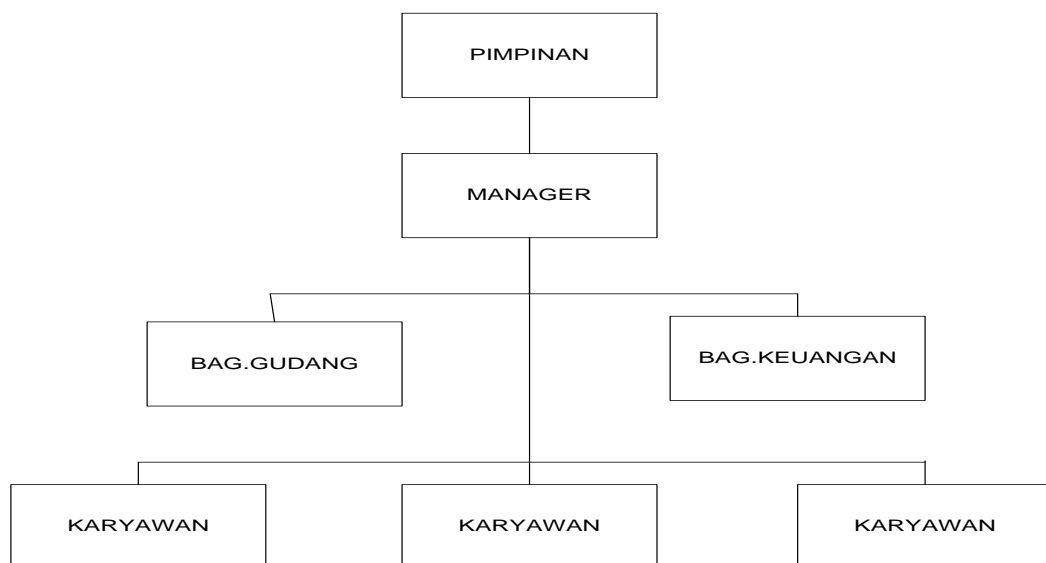 PIMPINAN
MANAGER
BAG.GUDANG
BAG.KEUANGAN
KARYAWAN
KARYAWAN
KARYAWAN